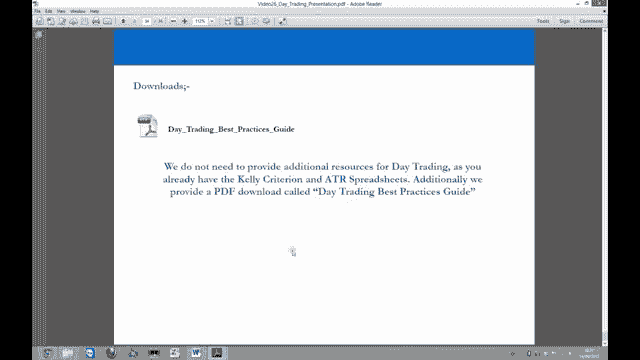 Video26_Day_Trading_Presentation.pdf - Adobe Reader
File Edit View Window Help
112%
Tools Sign Comment
Downloads;-
Day_Trading_Best_Practices_Guide
We do not need to provide additional resources for Day Trading, as you
already have the Kelly Criterion and ATR Spreadsheets. Additionally we
provide a PDF download called “Day Trading Best Practices Guide”